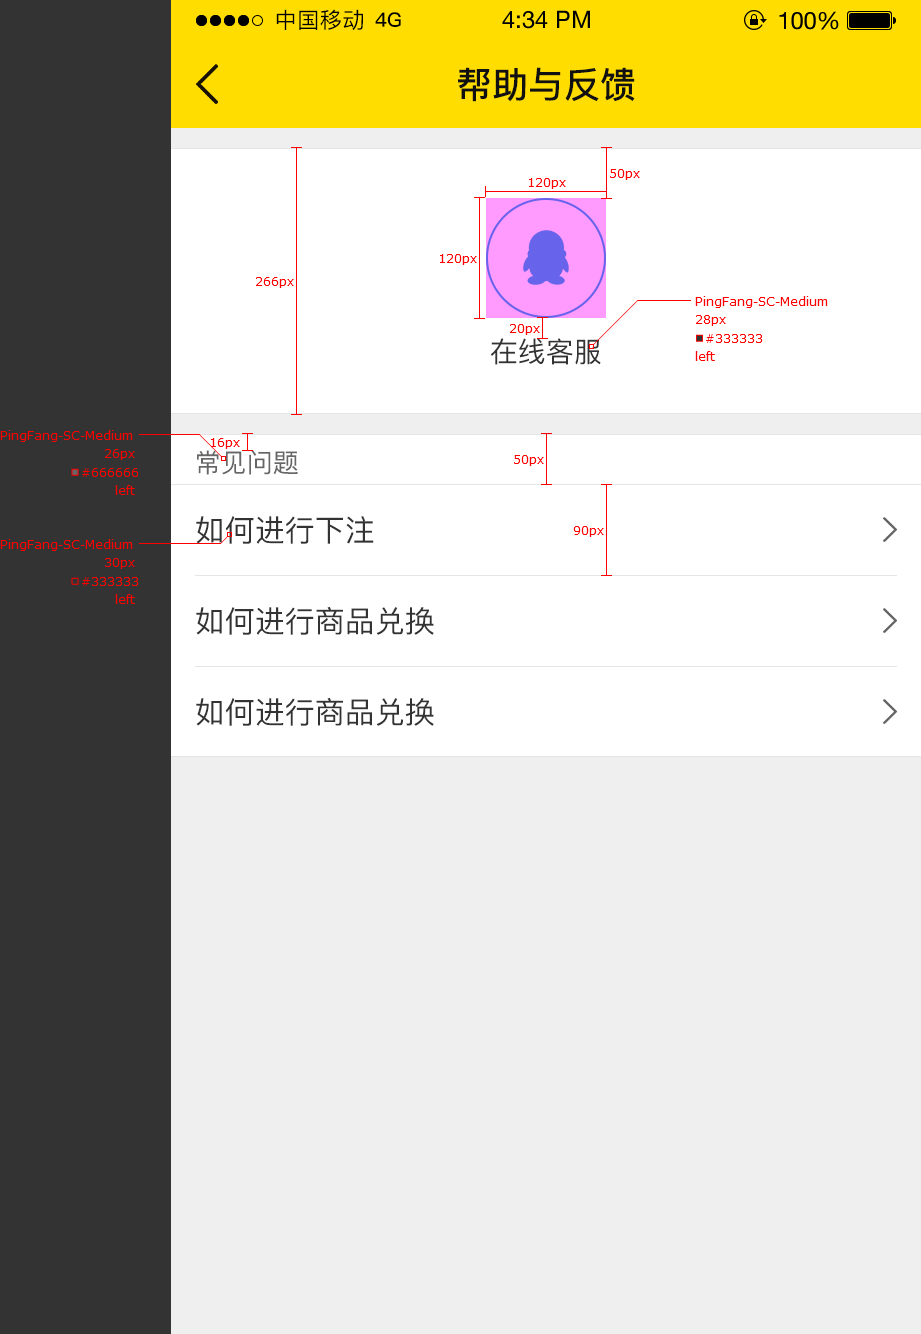 中国移动 4G 4:34 PM 100%
帮助与反馈
120px
50px
120px
266px
20px
PingFang-SC-Medium
28px
#333333
left
在线客服
PingFang-SC-Medium
26px
#666666
left
16px
50px
常见问题
PingFang-SC-Medium
30px
#333333
left
90px
如何进行下注
如何进行商品兑换
如何进行商品兑换